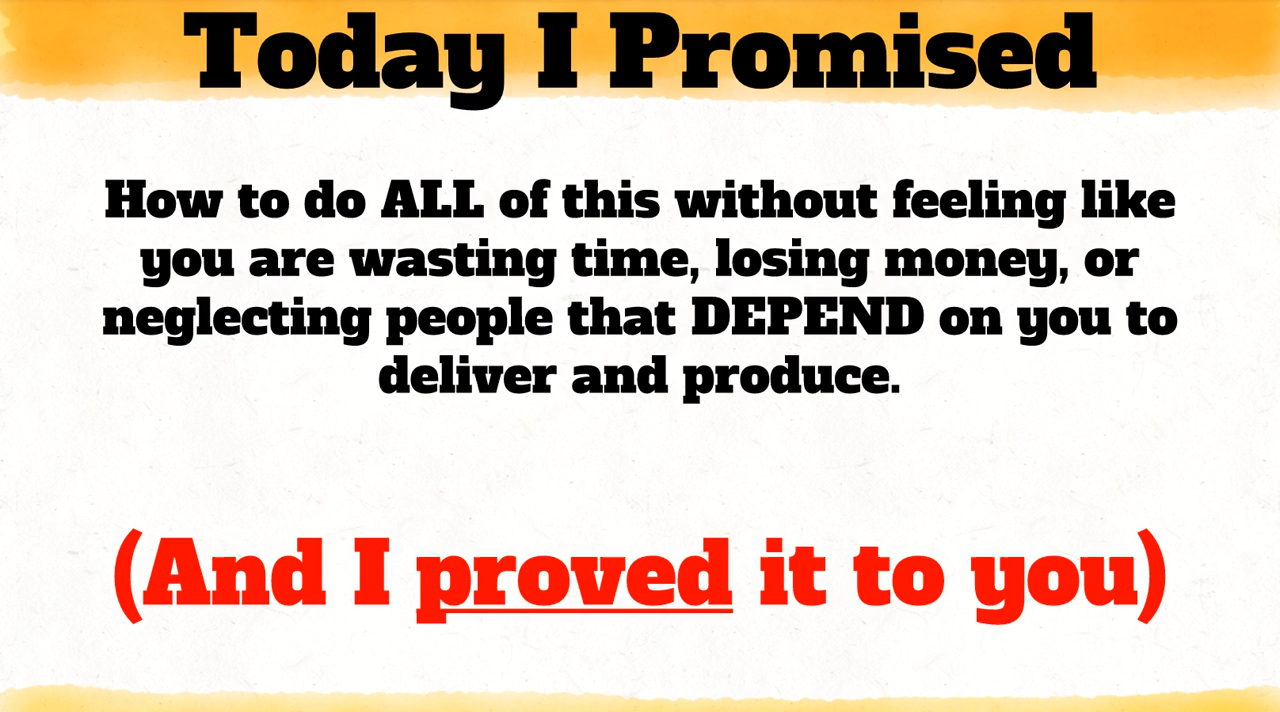 Today I Promised
How to do ALL of this without feeling like
you are wasting time, losing money, or
neglecting people that DEPEND on you to
deliver and produce.
(And I proved it to you)